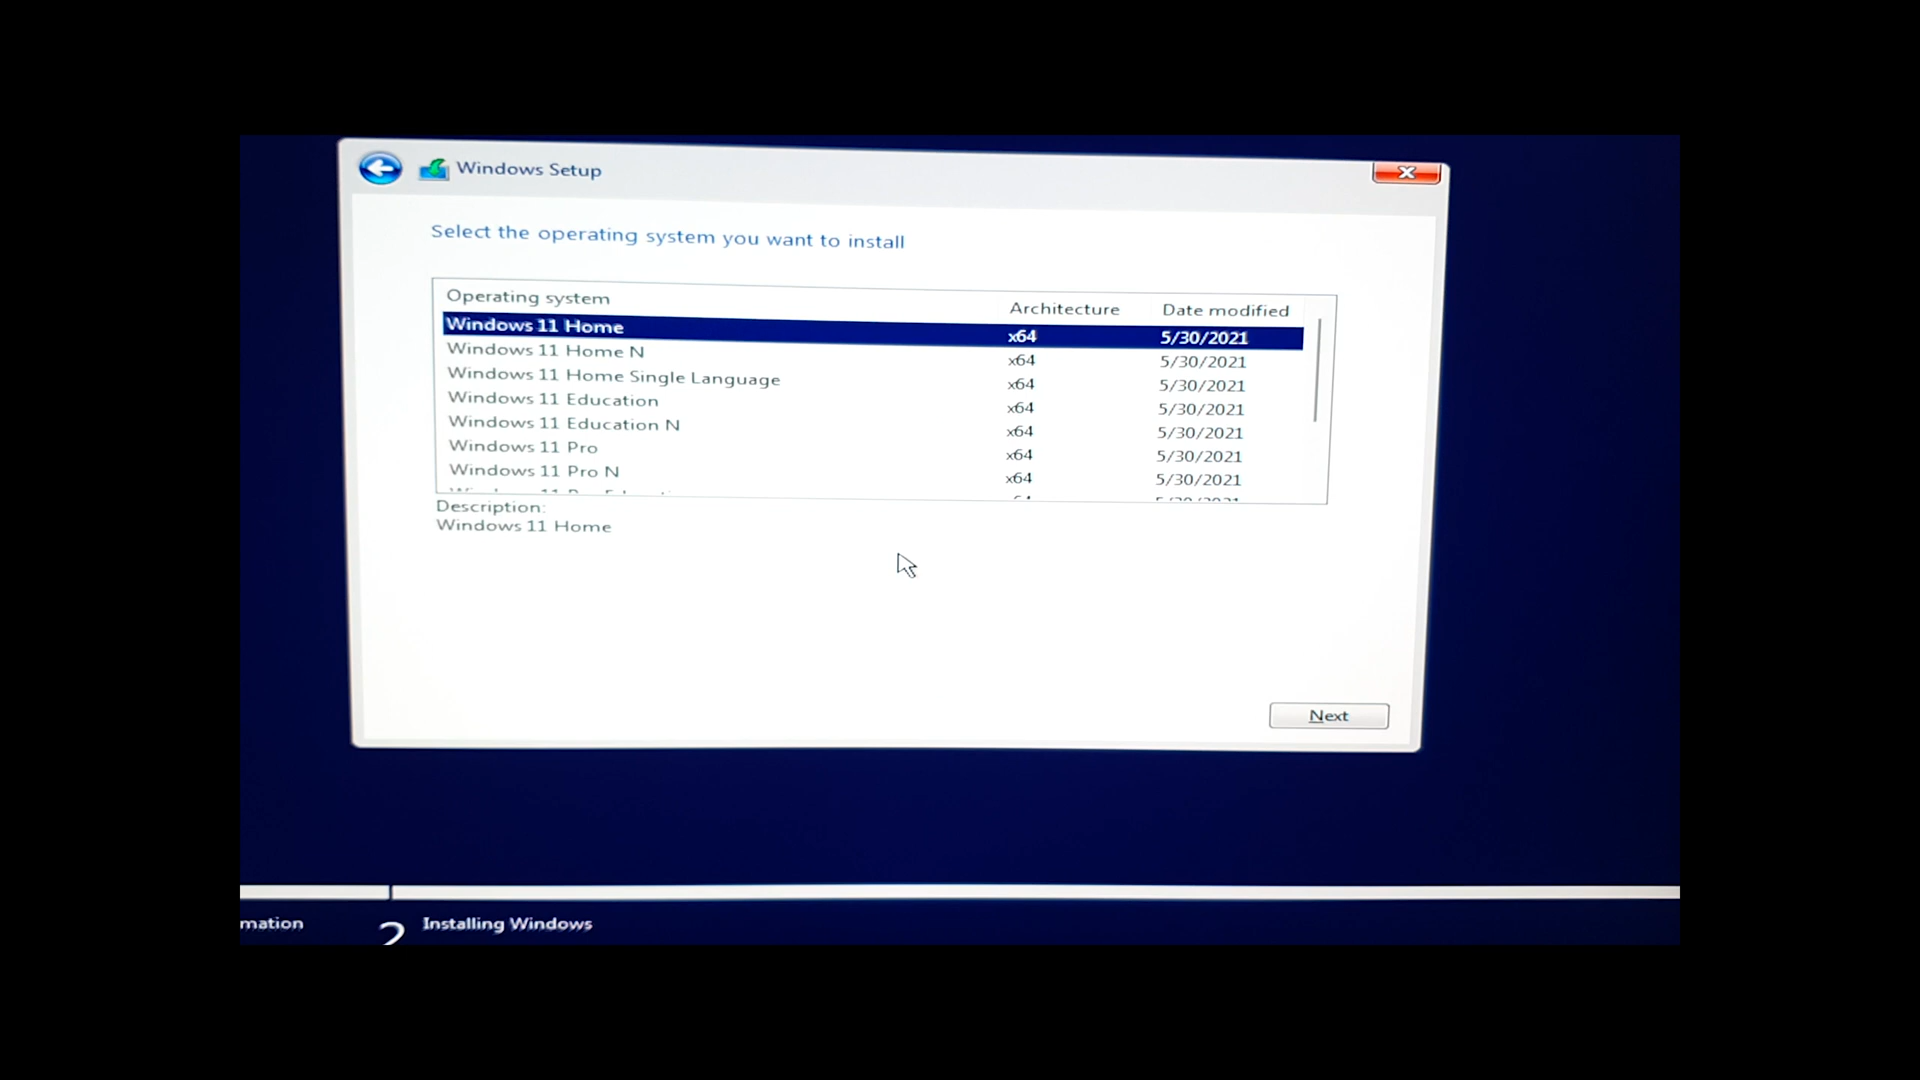 Windows Setup
Select the operating system you want to install
Operating system Architecture Date modified
Windows 11 Home x64 5/30/2021
Windows 11 Home N x64 5/30/2021
Windows 11 Home Single Language x64 5/30/2021
Windows 11 Education x64 5/30/2021
Windows 11 Education N x64 5/30/2021
Windows 11 Pro x64 5/30/2021
Windows 11 Pro N x64 5/30/2021
Description:
Windows 11 Home
Next
mation 2 Installing Windows